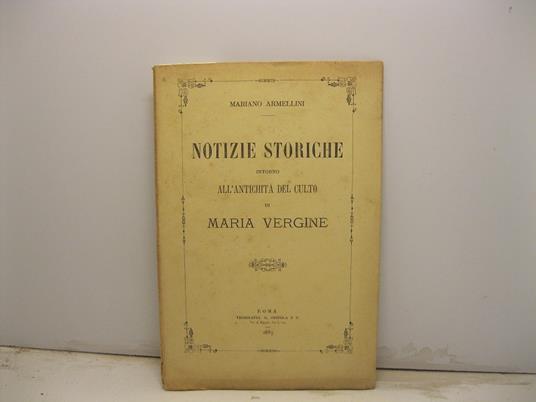 MARIANO ARMELLINI
NOTIZIE STORICHE
INTORNO
ALL'ANTICHITÀ DEL CULTO
DI
MARIA VERGINE
ROMA